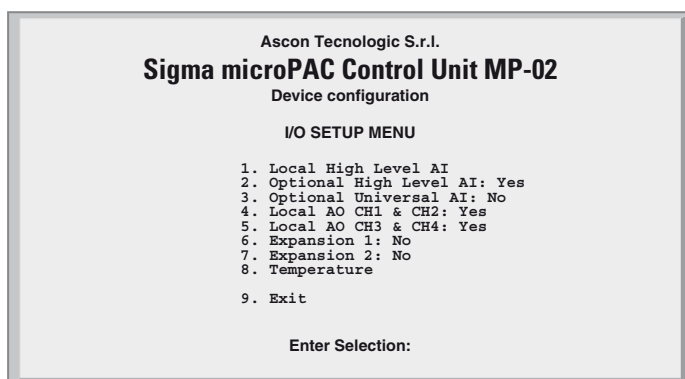 Ascon Tecnologic S.r.l.
Sigma microPAC Control Unit MP-02
Device configuration
I/O SETUP MENU
1. Local High Level AI
2. Optional High Level AI: Yes
3. Optional Universal AI: No
4. Local AO CH1 & CH2: Yes
5. Local AO CH3 & CH4: Yes
6. Expansion 1: No
7. Expansion 2: No
8. Temperature
9. Exit
Enter Selection: